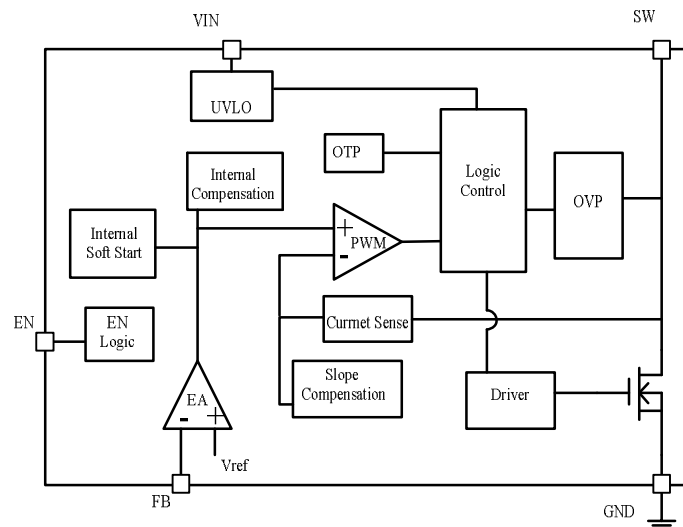 VIN
SW
UVLO
OTP
Internal
Compensation
Logic
Control
OVP
Internal
Soft Start
+
PWM
-
EN
EN
Logic
Currnet Sense
Slope
Compensation
Driver
EA
- +
Vref
FB
GND